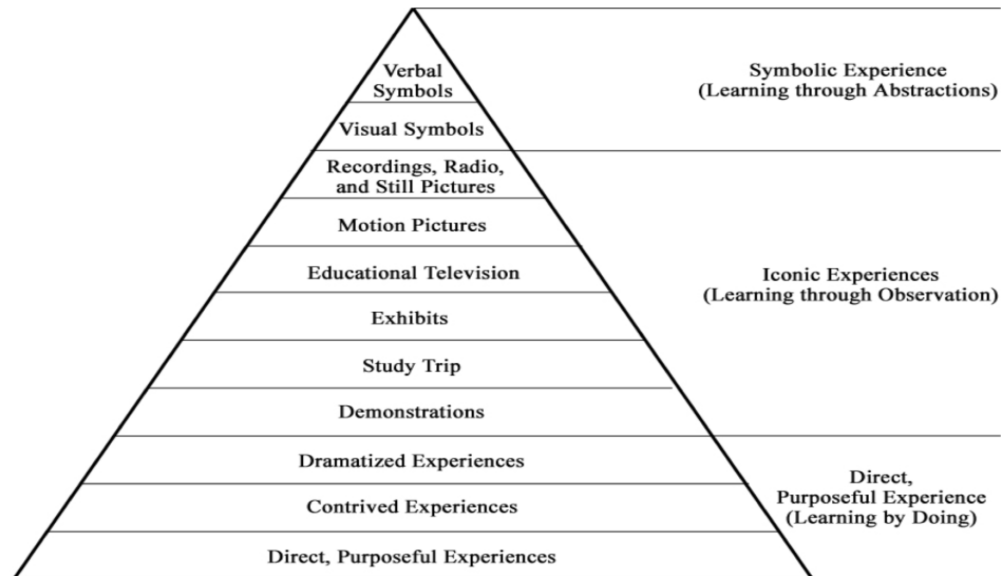 Verbal
Symbols
Visual Symbols
Recordings, Radio,
and Still Pictures
Motion Pictures
Educational Television
Exhibits
Study Trip
Demonstrations
Dramatized Experiences
Contrived Experiences
Direct, Purposeful Experiences
Symbolic Experience
(Learning through Abstractions)
Iconic Experiences
(Learning through Observation)
Direct,
Purposeful Experience
(Learning by Doing)